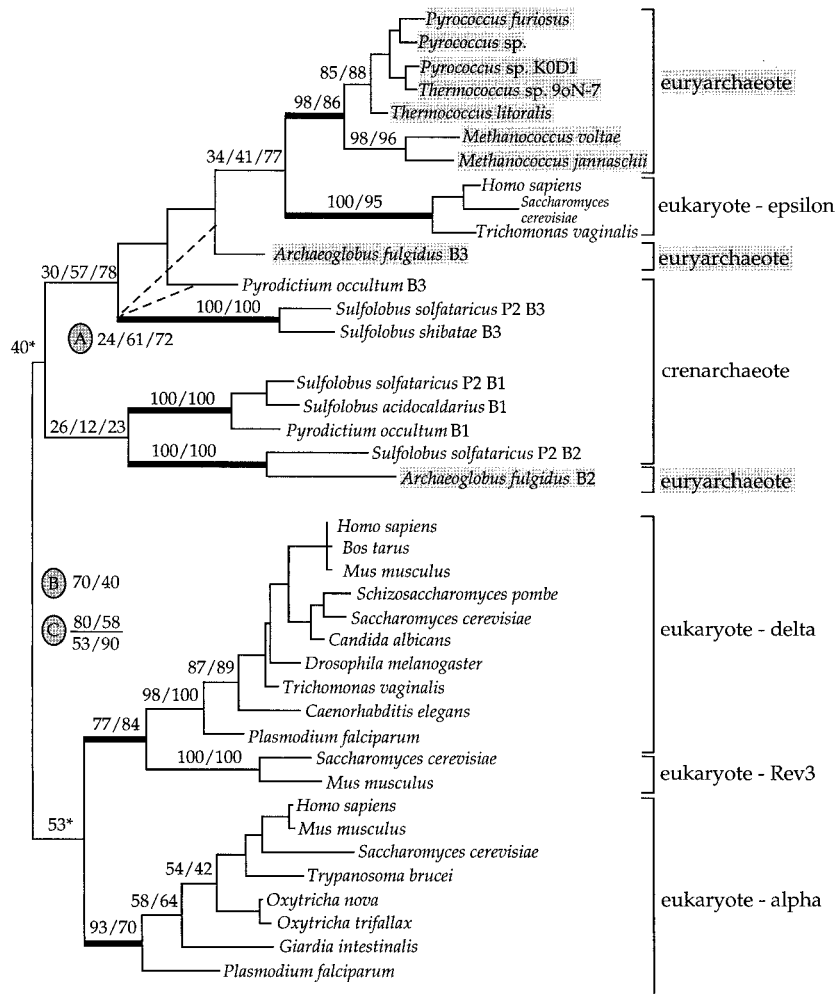 Pyrococcus furiosus
Pyrococcus sp.
85/88
Pyrococcus sp. K0D1
euryarchaeote
Thermococcus sp. 9oN-7
98/86
Thermococcus litoralis
98/96
Methanococcus voltae
34/41/77
Methanococcus jannaschii
100/95
Homo sapiens
Saccharomyces
cerevisiae
eukaryote - epsilon
Trichomonas vaginalis
Archaeoglobus fulgidus B3
euryarchaeote
30/57/78
Pyrodictium occultum B3
100/100
Sulfolobus solfataricus P2 B3
A 24/61/72
Sulfolobus shibatae B3
40*
crenarchaeote
Sulfolobus solfataricus P2 B1
100/100
Sulfolobus acidocaldarius B1
26/12/23
Pyrodictium occultum B1
100/100
Sulfolobus solfataricus P2 B2
Archaeoglobus fulgidus B2
euryarchaeote
Homo sapiens
Bos tarus
Mus musculus
B 70/40
Schizosaccharomyces pombe
Saccharomyces cerevisiae
C 80/58
53/90
Candida albicans
eukaryote - delta
Drosophila melanogaster
87/89
Trichomonas vaginalis
98/100
Caenorhabditis elegans
77/84
Plasmodium falciparum
100/100
Saccharomyces cerevisiae
eukaryote - Rev3
Mus musculus
Homo sapiens
53*
Mus musculus
Saccharomyces cerevisiae
54/42
Trypanosoma brucei
58/64
Oxytricha nova
eukaryote - alpha
Oxytricha trifallax
93/70
Giardia intestinalis
Plasmodium falciparum